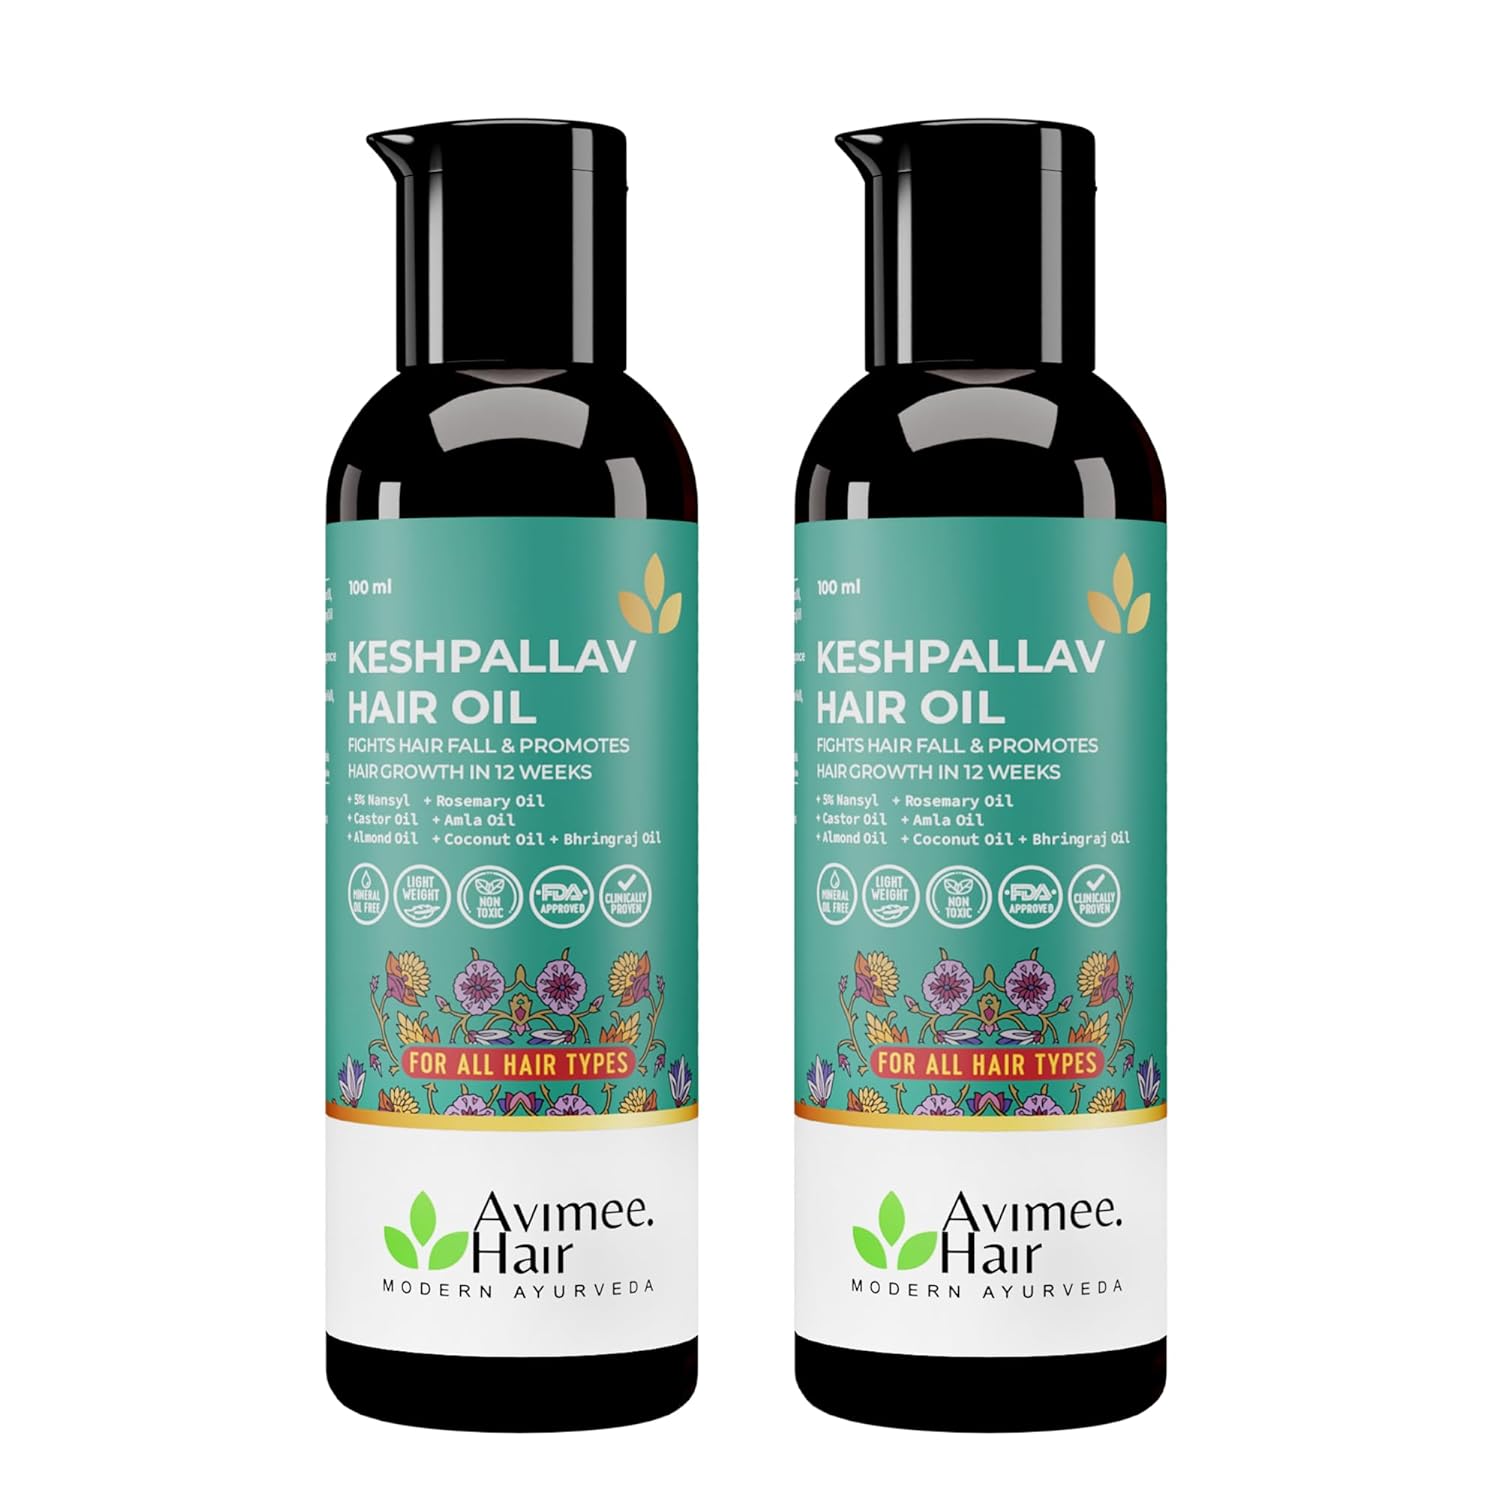 100 ml
KESHPALLAV
HAIR OIL
FIGHTS HAIR FALL & PROMOTES
HAIR GROWTH IN 12 WEEKS
+ 5% Nansyl + Rosemary Oil
+ Castor Oil + Amla Oil
+ Almond Oil + Coconut Oil + Bhringraj Oil
MINERAL
OIL FREE
LIGHT
WEIGHT
NON
TOXIC
FDA
APPROVED
CLINICALLY
PROVEN
FOR ALL HAIR TYPES
Avimee.
Hair
MODERN AYURVEDA
100 ml
KESHPALLAV
HAIR OIL
FIGHTS HAIR FALL & PROMOTES
HAIR GROWTH IN 12 WEEKS
+ 5% Nansyl + Rosemary Oil
+ Castor Oil + Amla Oil
+ Almond Oil + Coconut Oil + Bhringraj Oil
MINERAL
OIL FREE
LIGHT
WEIGHT
NON
TOXIC
FDA
APPROVED
CLINICALLY
PROVEN
FOR ALL HAIR TYPES
Avimee.
Hair
MODERN AYURVEDA